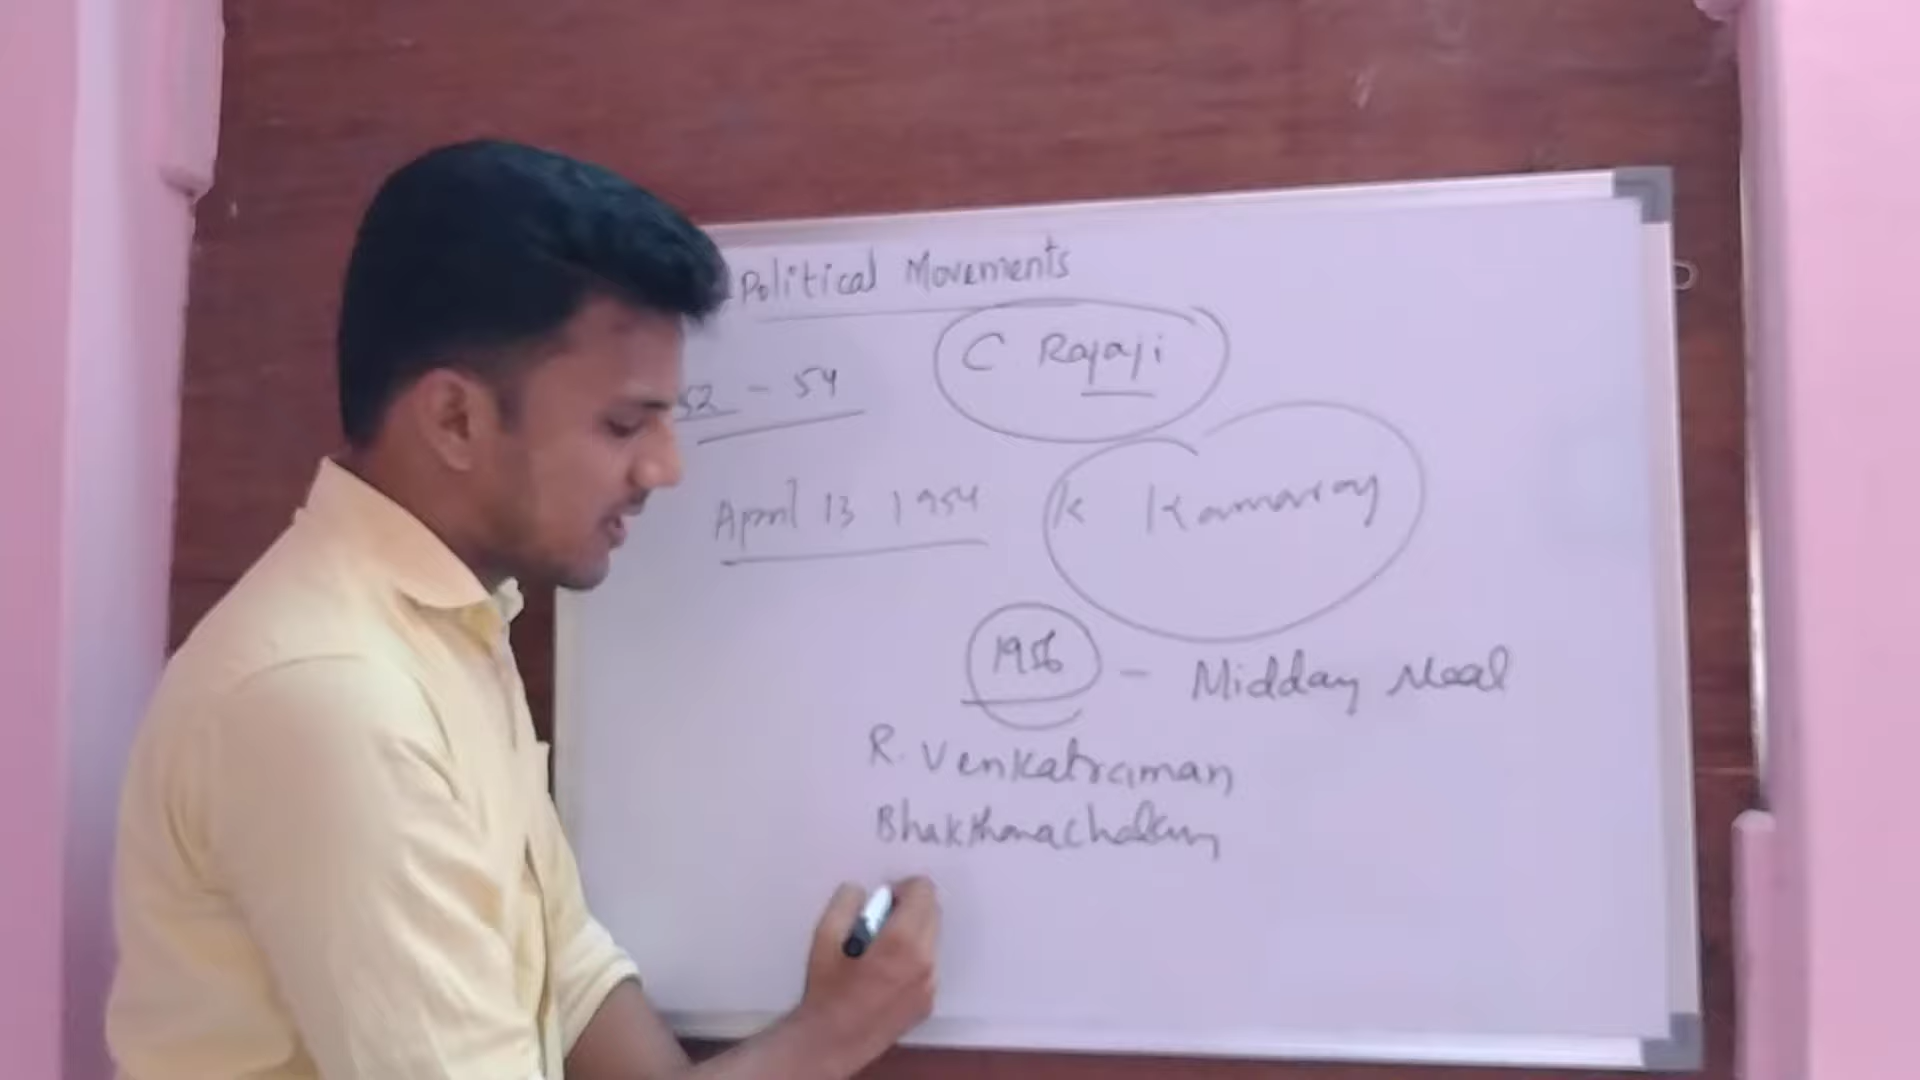 Political Movements
52 - 54 C Rajaji
April 13 1954 K Kamaraj
1956 - Midday Meal
R. Venkatraman
Bhakthavachalam